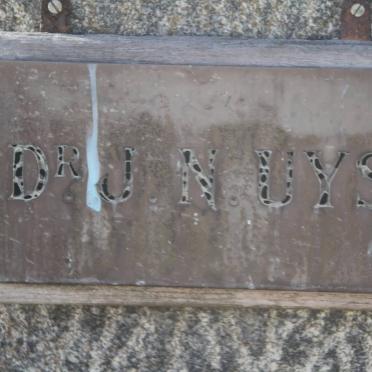 DR J. N. UYS